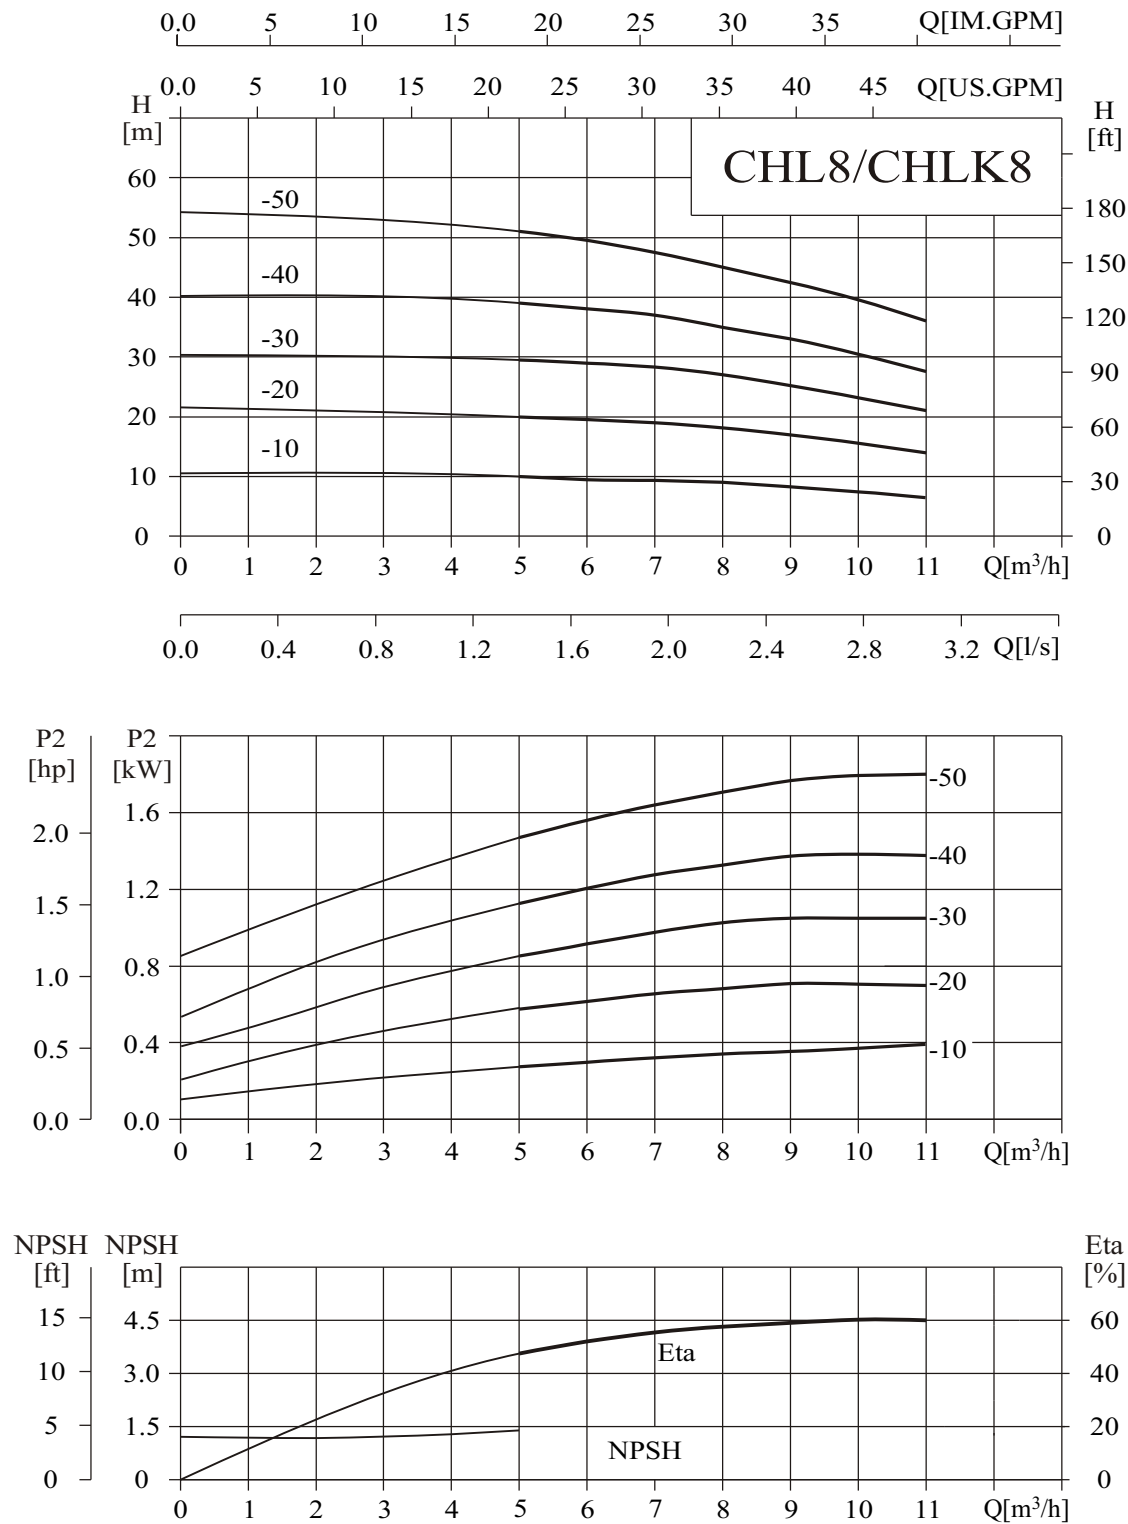 0.0 5 10 15 20 25 30 35 Q[IM.GPM]
0.0 5 10 15 20 25 30 35 40 45 Q[US.GPM]
H
[m]
H
[ft]
CHL8/CHLK8
60
50
40
30
20
10
0
-50
-40
-30
-20
-10
180
150
120
90
60
30
0
0 1 2 3 4 5 6 7 8 9 10 11 Q[m³/h]
0.0 0.4 0.8 1.2 1.6 2.0 2.4 2.8 3.2 Q[l/s]
P2
[hp]
P2
[kW]
2.0
1.5
1.0
0.5
0.0
1.6
1.2
0.8
0.4
0.0
-50
-40
-30
-20
-10
0 1 2 3 4 5 6 7 8 9 10 11 Q[m³/h]
NPSH
[ft]
NPSH
[m]
Eta
[%]
15
10
5
0
4.5
3.0
1.5
0
Eta
NPSH
60
40
20
0
0 1 2 3 4 5 6 7 8 9 10 11 Q[m³/h]